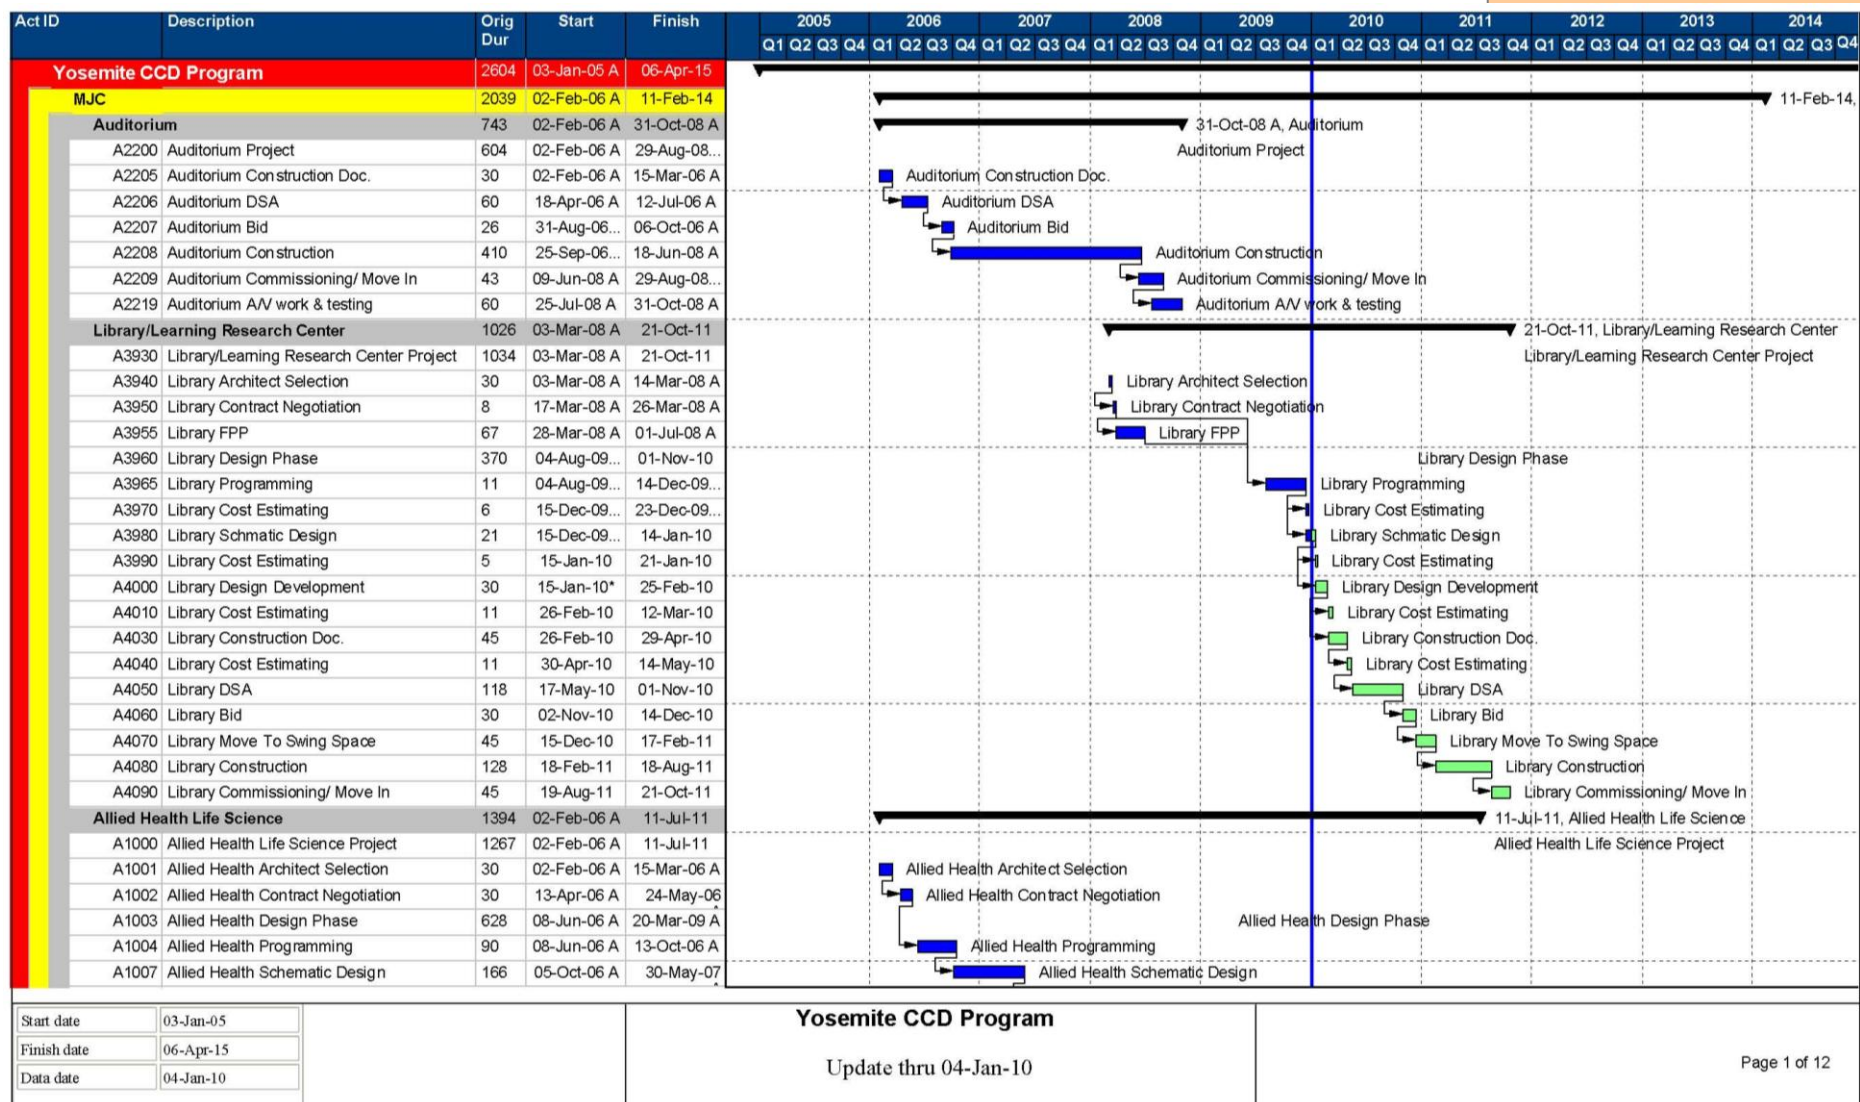 Act ID Description Orig Dur Start Finish 2005 2006 2007 2008 2009 2010 2011 2012 2013 2014
Q1 Q2 Q3 Q4 Q1 Q2 Q3 Q4 Q1 Q2 Q3 Q4 Q1 Q2 Q3 Q4 Q1 Q2 Q3 Q4 Q1 Q2 Q3 Q4 Q1 Q2 Q3 Q4 Q1 Q2 Q3 Q4 Q1 Q2 Q3 Q4 Q1 Q2 Q3 Q4
Yosemite CCD Program 2604 03-Jan-05 A 06-Apr-15
MJC 2039 02-Feb-06 A 11-Feb-14 11-Feb-14,
Auditorium 743 02-Feb-06 A 31-Oct-08 A 31-Oct-08 A, Auditorium
A2200 Auditorium Project 604 02-Feb-06 A 29-Aug-08... Auditorium Project
A2205 Auditorium Construction Doc. 30 02-Feb-06 A 15-Mar-06 A Auditorium Construction Doc.
A2206 Auditorium DSA 60 18-Apr-06 A 12-Jul-06 A Auditorium DSA
A2207 Auditorium Bid 26 31-Aug-06... 06-Oct-06 A Auditorium Bid
A2208 Auditorium Construction 410 25-Sep-06... 18-Jun-08 A Auditorium Construction
A2209 Auditorium Commissioning/ Move In 43 09-Jun-08 A 29-Aug-08... Auditorium Commissioning/ Move In
A2219 Auditorium A/V work & testing 60 25-Jul-08 A 31-Oct-08 A Auditorium A/V work & testing
Library/Learning Research Center 1026 03-Mar-08 A 21-Oct-11 21-Oct-11, Library/Learning Research Center
A3930 Library/Learning Research Center Project 1034 03-Mar-08 A 21-Oct-11 Library/Learning Research Center Project
A3940 Library Architect Selection 30 03-Mar-08 A 14-Mar-08 A Library Architect Selection
A3950 Library Contract Negotiation 8 17-Mar-08 A 26-Mar-08 A Library Contract Negotiation
A3955 Library FPP 67 28-Mar-08 A 01-Jul-08 A Library FPP
A3960 Library Design Phase 370 04-Aug-09... 01-Nov-10 Library Design Phase
A3965 Library Programming 11 04-Aug-09... 14-Dec-09... Library Programming
A3970 Library Cost Estimating 6 15-Dec-09... 23-Dec-09... Library Cost Estimating
A3980 Library Schmatic Design 21 15-Dec-09... 14-Jan-10 Library Schmatic Design
A3990 Library Cost Estimating 5 15-Jan-10 21-Jan-10 Library Cost Estimating
A4000 Library Design Development 30 15-Jan-10* 25-Feb-10 Library Design Development
A4010 Library Cost Estimating 11 26-Feb-10 12-Mar-10 Library Cost Estimating
A4030 Library Construction Doc. 45 26-Feb-10 29-Apr-10 Library Construction Doc.
A4040 Library Cost Estimating 11 30-Apr-10 14-May-10 Library Cost Estimating
A4050 Library DSA 118 17-May-10 01-Nov-10 Library DSA
A4060 Library Bid 30 02-Nov-10 14-Dec-10 Library Bid
A4070 Library Move To Swing Space 45 15-Dec-10 17-Feb-11 Library Move To Swing Space
A4080 Library Construction 128 18-Feb-11 18-Aug-11 Library Construction
A4090 Library Commissioning/ Move In 45 19-Aug-11 21-Oct-11 Library Commissioning/ Move In
Allied Health Life Science 1394 02-Feb-06 A 11-Jul-11 11-Jul-11, Allied Health Life Science
A1000 Allied Health Life Science Project 1267 02-Feb-06 A 11-Jul-11 Allied Health Life Science Project
A1001 Allied Health Architect Selection 30 02-Feb-06 A 15-Mar-06 A Allied Health Architect Selection
A1002 Allied Health Contract Negotiation 30 13-Apr-06 A 24-May-06 Allied Health Contract Negotiation
A1003 Allied Health Design Phase 628 08-Jun-06 A 20-Mar-09 A Allied Health Design Phase
A1004 Allied Health Programming 90 08-Jun-06 A 13-Oct-06 A Allied Health Programming
A1007 Allied Health Schematic Design 166 05-Oct-06 A 30-May-07 Allied Health Schematic Design
Start date 03-Jan-05
Finish date 06-Apr-15
Data date 04-Jan-10
Yosemite CCD Program
Update thru 04-Jan-10
Page 1 of 12